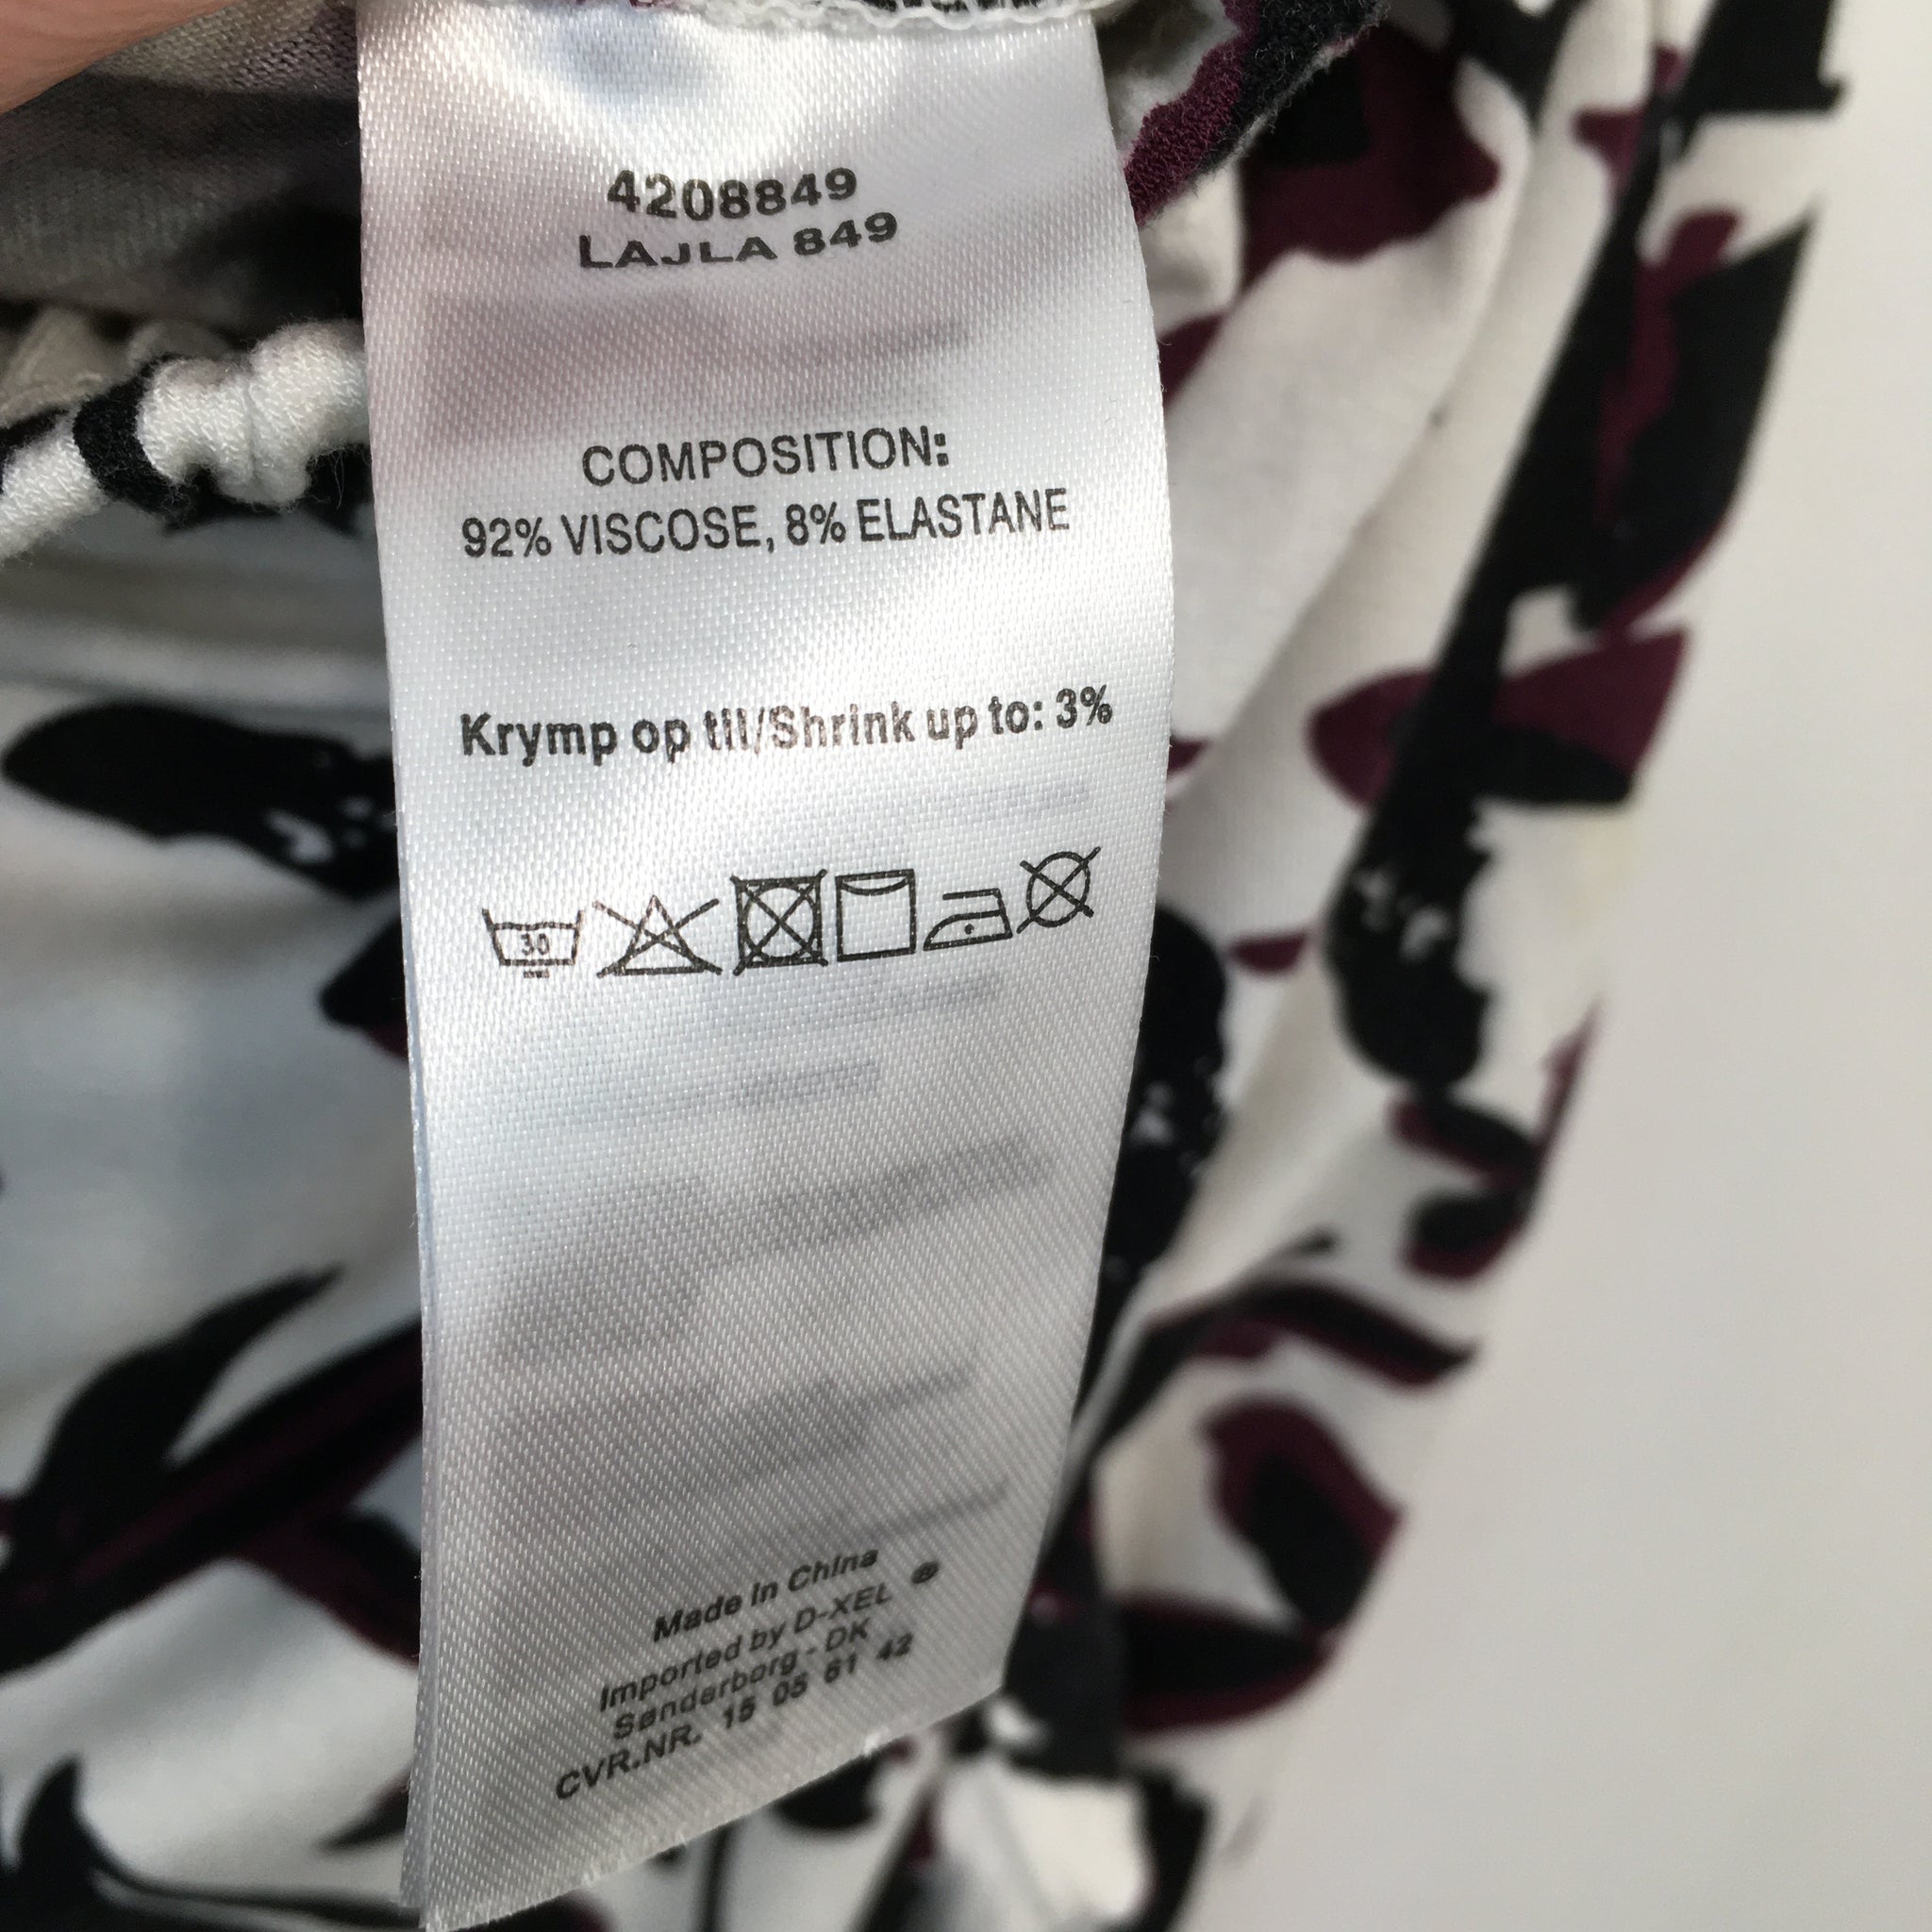 4208849
LAJLA 849
COMPOSITION:
92% VISCOSE, 8% ELASTANE
Krymp op til/Shrink up to: 3%
30
Made in China
Imported by D-XEL ®
Sønderborg - DK
CVR.NR. 15 05 61 42